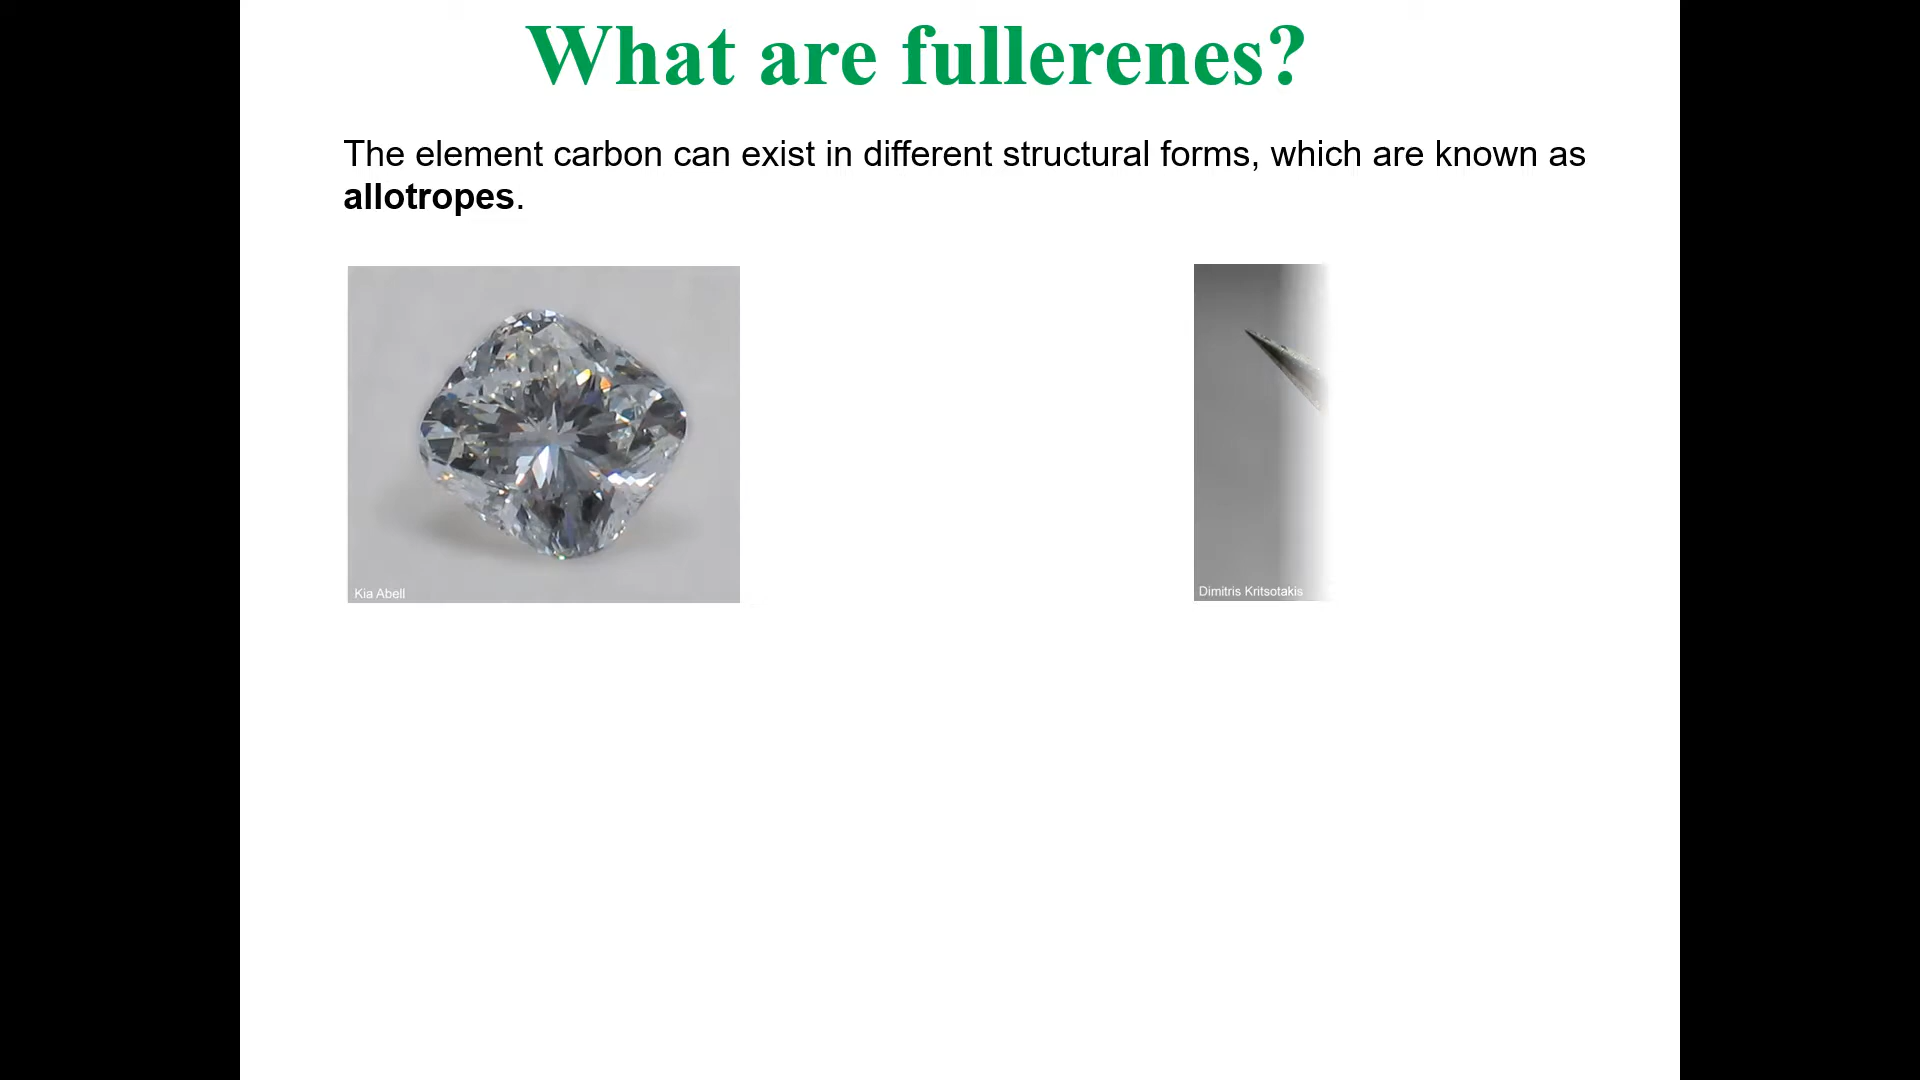 What are fullerenes?
The element carbon can exist in different structural forms, which are known as
allotropes.
Kia Abell
Dimitris Kritsotakis